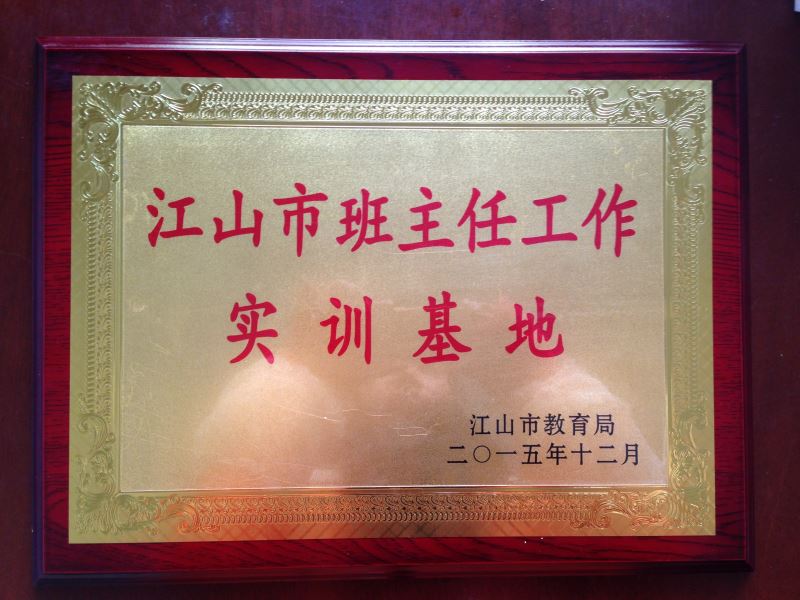 江山市班主任工作
实训基地
江山市教育局
二〇一五年十二月